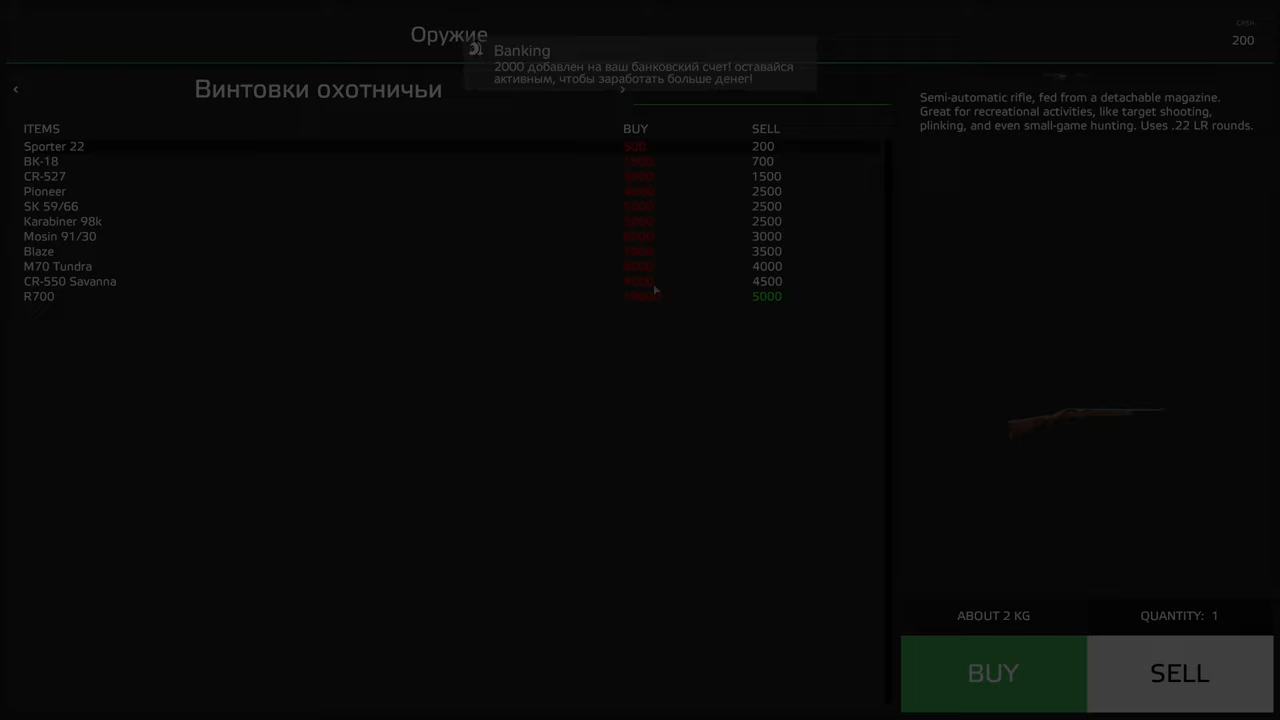 Оружие
CASH
200
Banking
2000 добавлен на ваш банковский счет! оставайся
активным, чтобы заработать больше денег!
‹ Винтовки охотничьи ›
Semi-automatic rifle, fed from a detachable magazine.
Great for recreational activities, like target shooting,
plinking, and even small-game hunting. Uses .22 LR rounds.
ITEMS BUY SELL
Sporter 22 500 200
BK-18 700
CR-527 1500
Pioneer 2500
SK 59/66 2500
Karabiner 98k 2500
Mosin 91/30 3000
Blaze 3500
M70 Tundra 4000
CR-550 Savanna 4500
R700 5000
ABOUT 2 KG QUANTITY: 1
BUY SELL